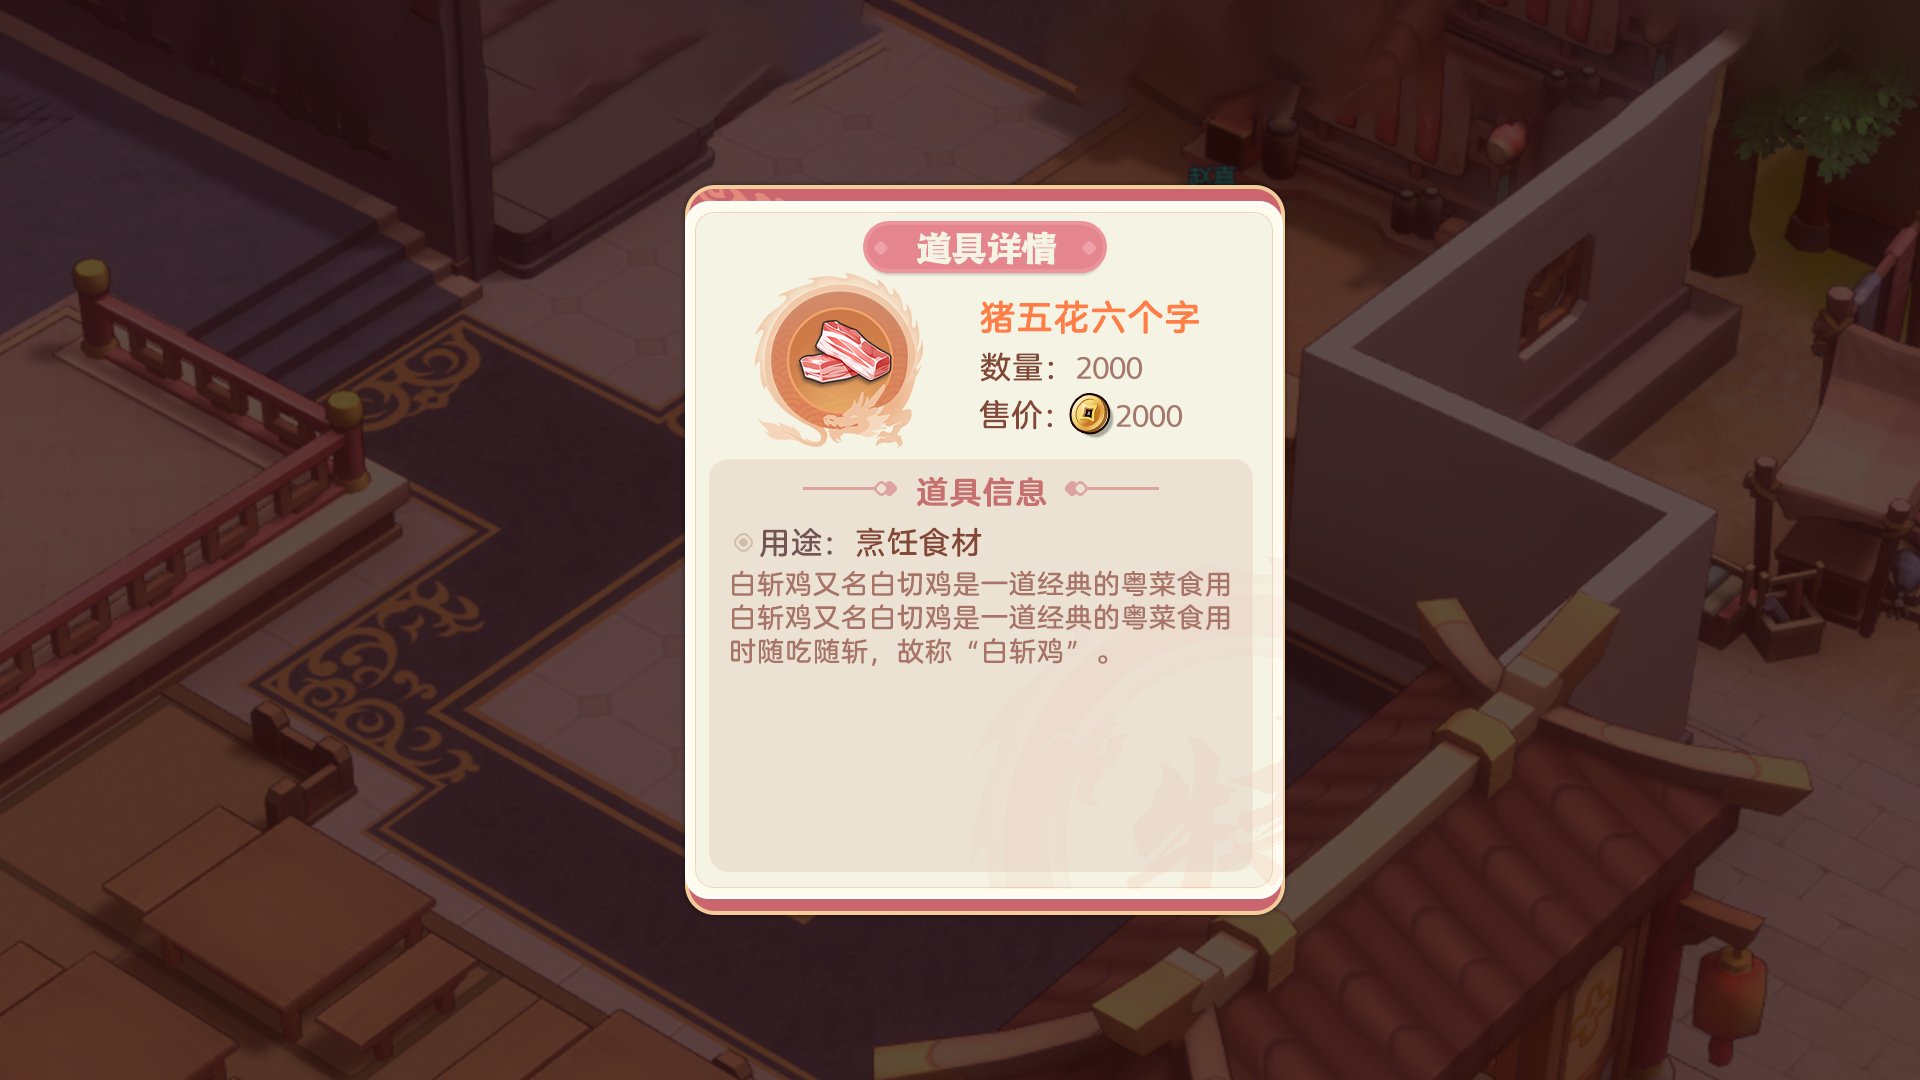 赵真
道具详情
猪五花六个字
数量：2000
售价：2000
道具信息
用途：烹饪食材
白斩鸡又名白切鸡是一道经典的粤菜食用
白斩鸡又名白切鸡是一道经典的粤菜食用
时随吃随斩，故称“白斩鸡”。